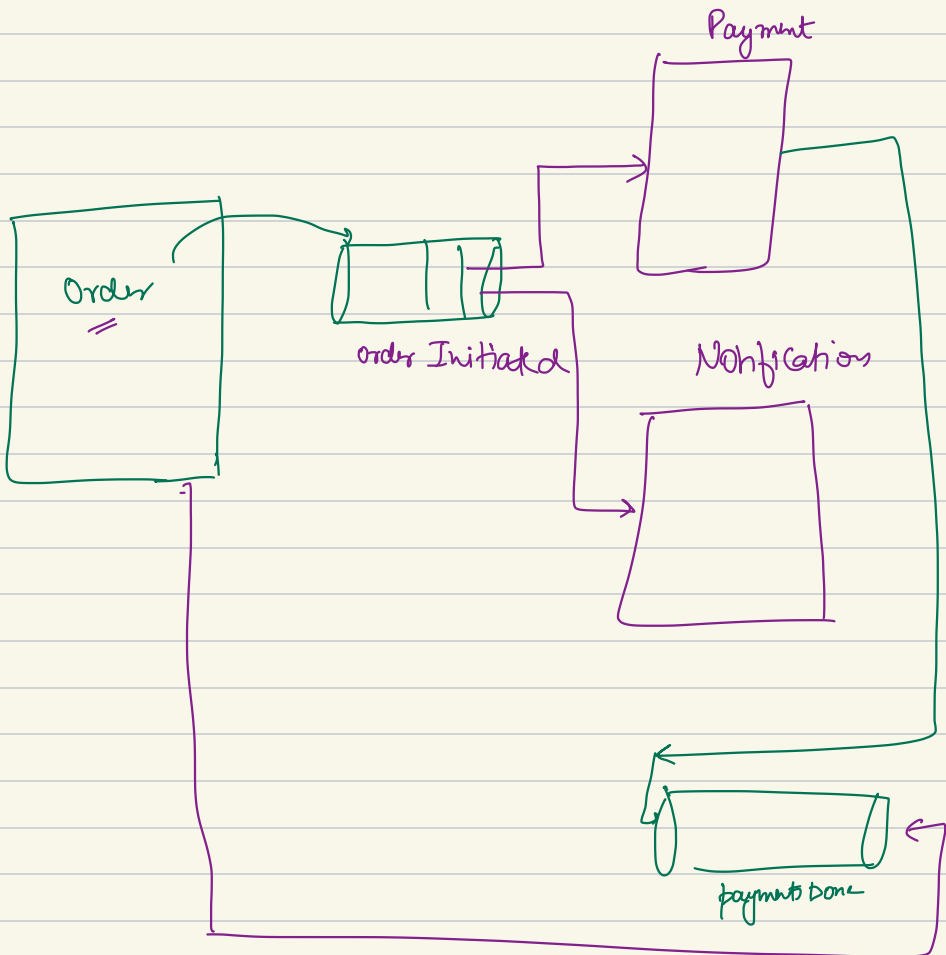 Payment
Order
Order Initiated
Notification
payments Done